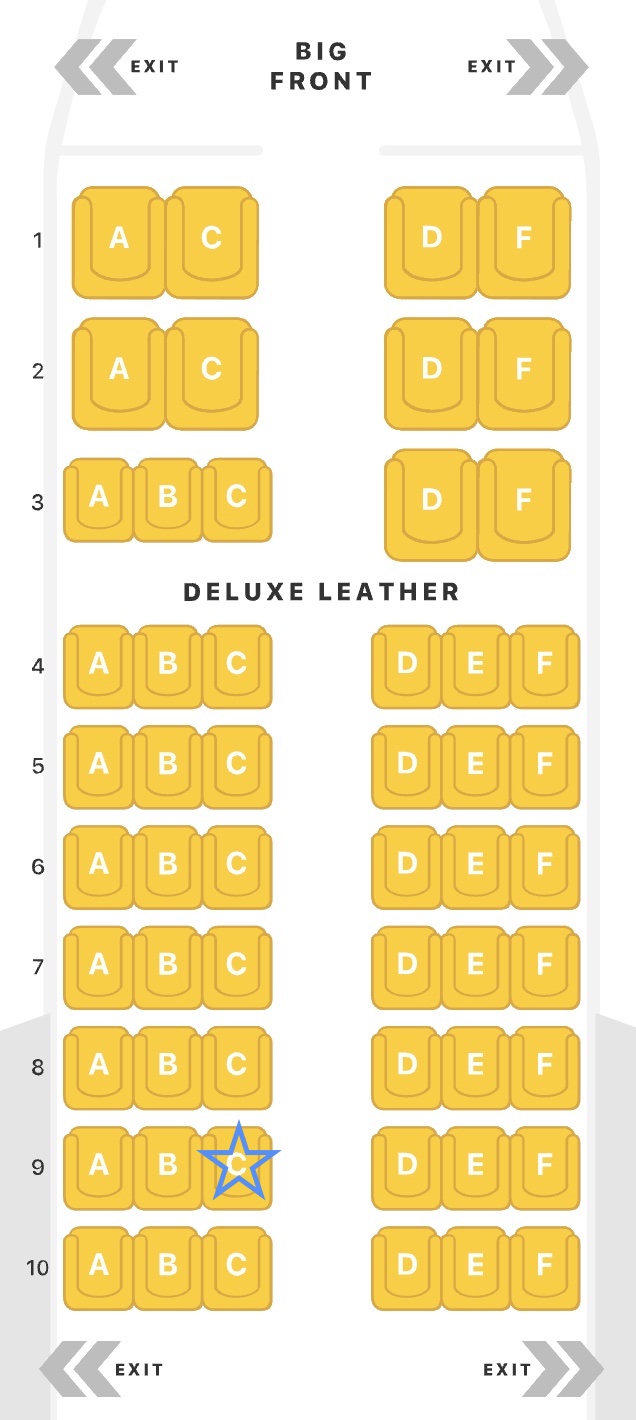 EXIT BIG FRONT EXIT
1 A C D F
2 A C D F
3 A B C D F
DELUXE LEATHER
4 A B C D E F
5 A B C D E F
6 A B C D E F
7 A B C D E F
8 A B C D E F
9 A B C D E F
10 A B C D E F
EXIT EXIT